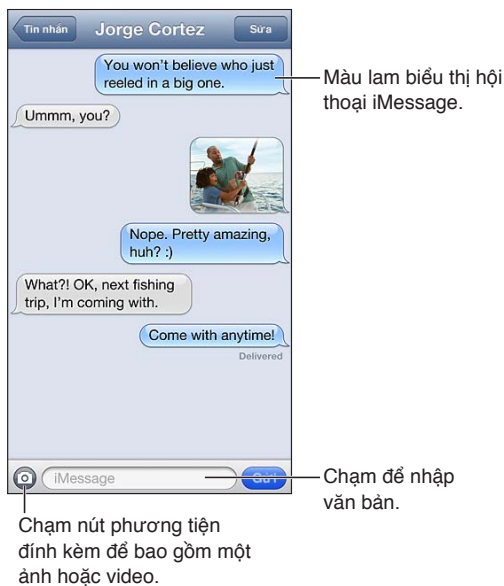 Tin nhắn
Jorge Cortez
Sửa
You won't believe who just
reeled in a big one.
Màu lam biểu thị hội
thoại iMessage.
Ummm, you?
Nope. Pretty amazing,
huh? :)
What?! OK, next fishing
trip, I'm coming with.
Come with anytime!
Delivered
iMessage
Gửi
Chạm để nhập
văn bản.
Chạm nút phương tiện
đính kèm để bao gồm một
ảnh hoặc video.